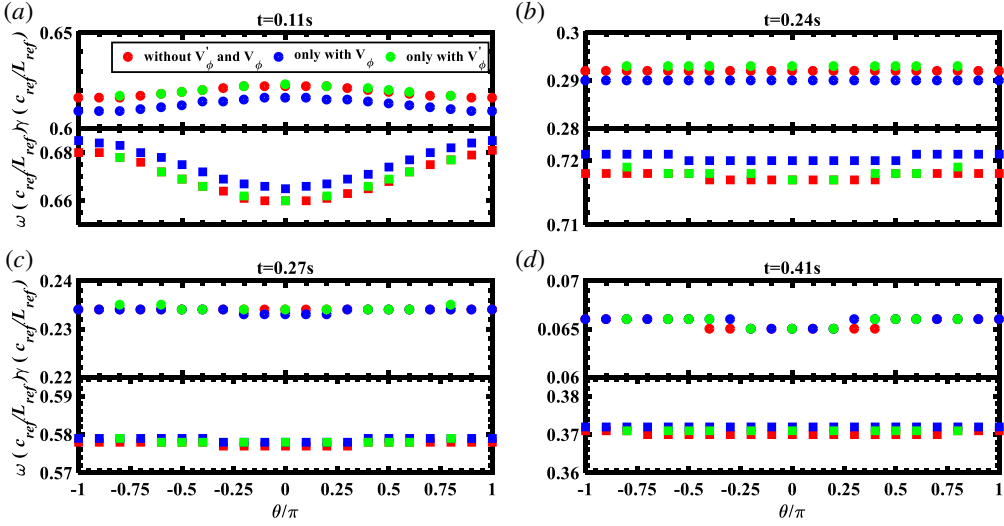 (a) t=0.11s
0.65
without V'ϕ and Vϕ only with Vϕ only with V'ϕ
γ (c_ref/L_ref)
0.6
0.68
ω (c_ref/L_ref)
0.66
(b) t=0.24s
0.3
0.29
0.28
0.72
0.71
(c) t=0.27s
0.24
γ (c_ref/L_ref)
0.23
0.22
0.59
ω (c_ref/L_ref)
0.58
0.57
-1 -0.75 -0.5 -0.25 0 0.25 0.5 0.75 1
θ/π
(d) t=0.41s
0.07
0.065
0.06
0.38
0.37
0.36
-1 -0.75 -0.5 -0.25 0 0.25 0.5 0.75 1
θ/π